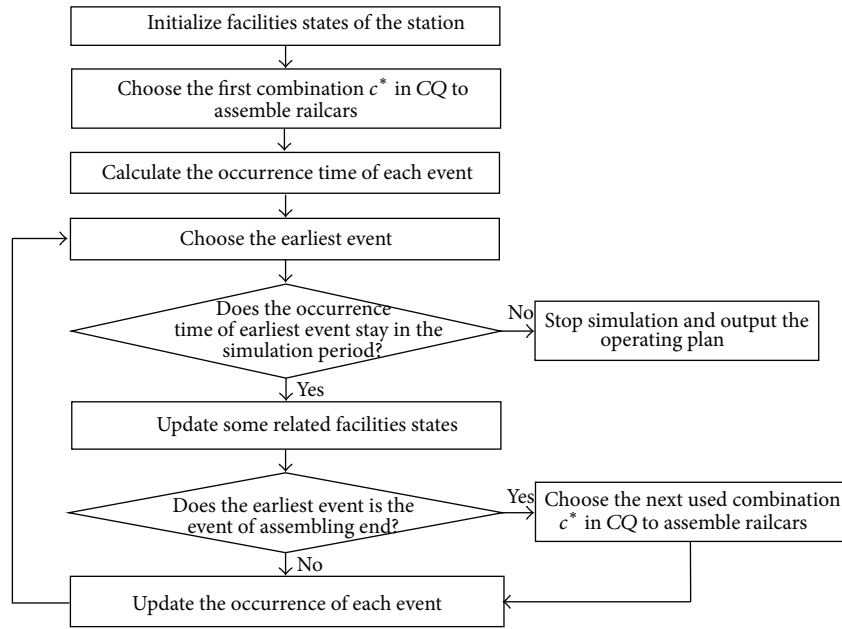 Initialize facilities states of the station
Choose the first combination c* in CQ to
assemble railcars
Calculate the occurrence time of each event
Choose the earliest event
Does the occurrence
time of earliest event stay in the
simulation period?
No
Stop simulation and output the
operating plan
Yes
Update some related facilities states
Does the earliest event is the
event of assembling end?
Yes
Choose the next used combination
c* in CQ to assemble railcars
No
Update the occurrence of each event